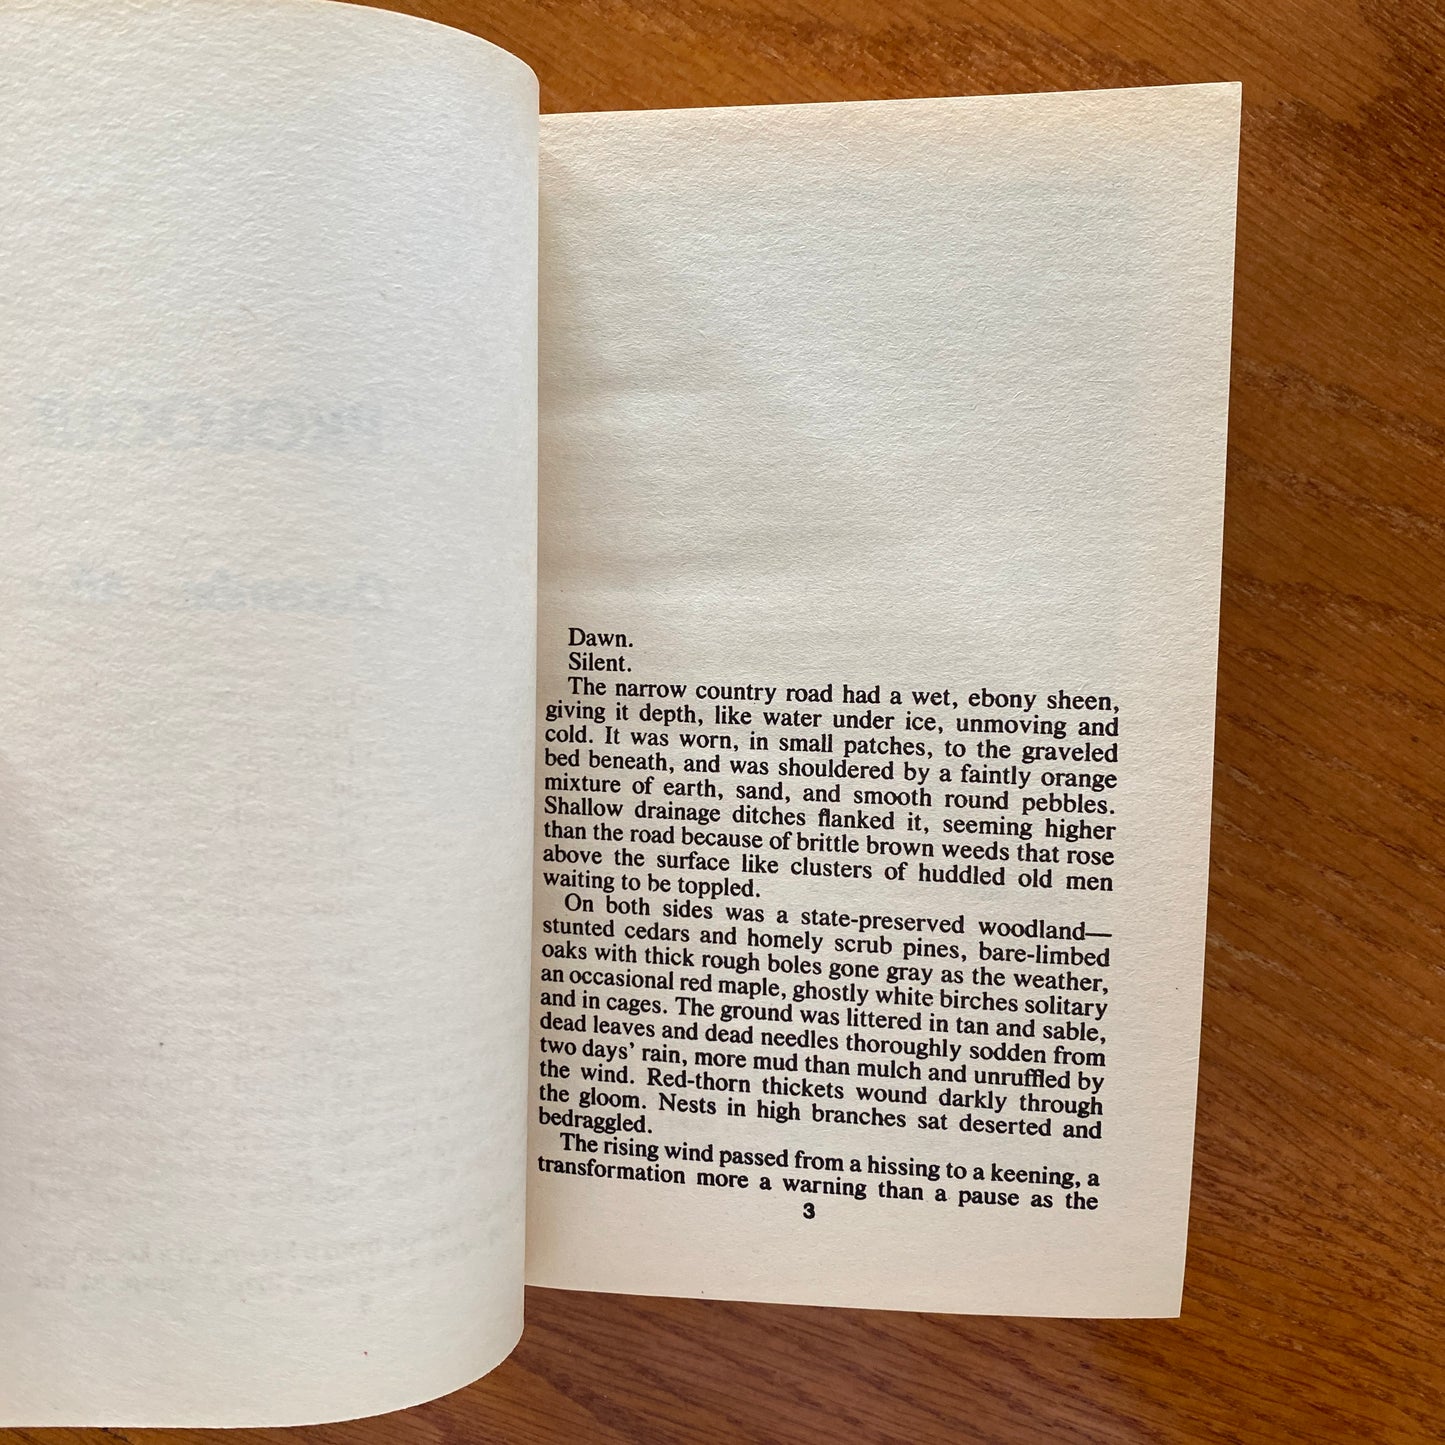 Dawn.
Silent.
The narrow country road had a wet, ebony sheen,
giving it depth, like water under ice, unmoving and
cold. It was worn, in small patches, to the graveled
bed beneath, and was shouldered by a faintly orange
mixture of earth, sand, and smooth round pebbles.
Shallow drainage ditches flanked it, seeming higher
than the road because of brittle brown weeds that rose
above the surface like clusters of huddled old men
waiting to be toppled.
On both sides was a state-preserved woodland—
stunted cedars and homely scrub pines, bare-limbed
oaks with thick rough boles gone gray as the weather,
an occasional red maple, ghostly white birches solitary
and in cages. The ground was littered in tan and sable,
dead leaves and dead needles thoroughly sodden from
two days' rain, more mud than mulch and unruffled by
the wind. Red-thorn thickets wound darkly through
the gloom. Nests in high branches sat deserted and
bedraggled.
The rising wind passed from a hissing to a keening, a
transformation more a warning than a pause as the
3